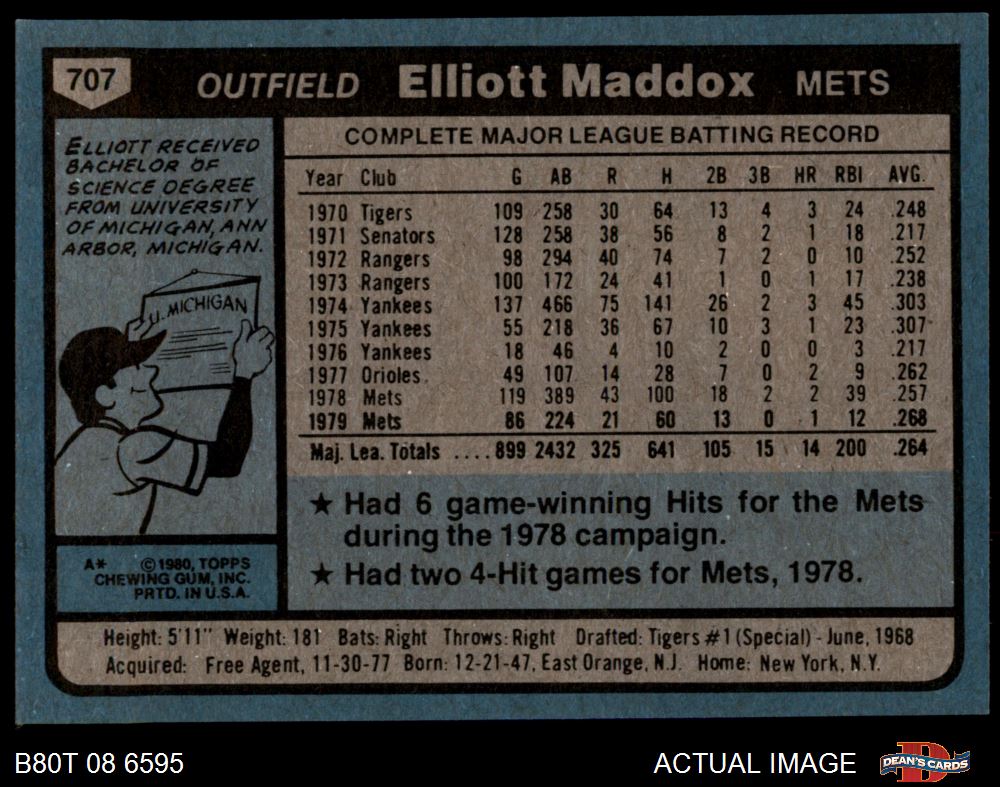 707 OUTFIELD Elliott Maddox METS
ELLIOTT RECEIVED
BACHELOR OF
SCIENCE DEGREE
FROM UNIVERSITY
OF MICHIGAN, ANN
ARBOR, MICHIGAN.
U. MICHIGAN
A* ©1980, TOPPS
CHEWING GUM, INC.
PRTD. IN U.S.A.
COMPLETE MAJOR LEAGUE BATTING RECORD
Year Club G AB R H 2B 3B HR RBI AVG.
1970 Tigers 109 258 30 64 13 4 3 24 .248
1971 Senators 128 258 38 56 8 2 1 18 .217
1972 Rangers 98 294 40 74 7 2 0 10 .252
1973 Rangers 100 172 24 41 1 0 1 17 .238
1974 Yankees 137 466 75 141 26 2 3 45 .303
1975 Yankees 55 218 36 67 10 3 1 23 .307
1976 Yankees 18 46 4 10 2 0 0 3 .217
1977 Orioles 49 107 14 28 7 0 2 9 .262
1978 Mets 119 389 43 100 18 2 2 39 .257
1979 Mets 86 224 21 60 13 0 1 12 .268
Maj. Lea. Totals ....899 2432 325 641 105 15 14 200 .264
★ Had 6 game-winning Hits for the Mets
during the 1978 campaign.
★ Had two 4-Hit games for Mets, 1978.
Height: 5'11" Weight: 181 Bats: Right Throws: Right Drafted: Tigers #1 (Special) - June, 1968
Acquired: Free Agent, 11-30-77 Born: 12-21-47, East Orange, N.J. Home: New York, N.Y.
B80T 08 6595 ACTUAL IMAGE DEAN'S CARDS